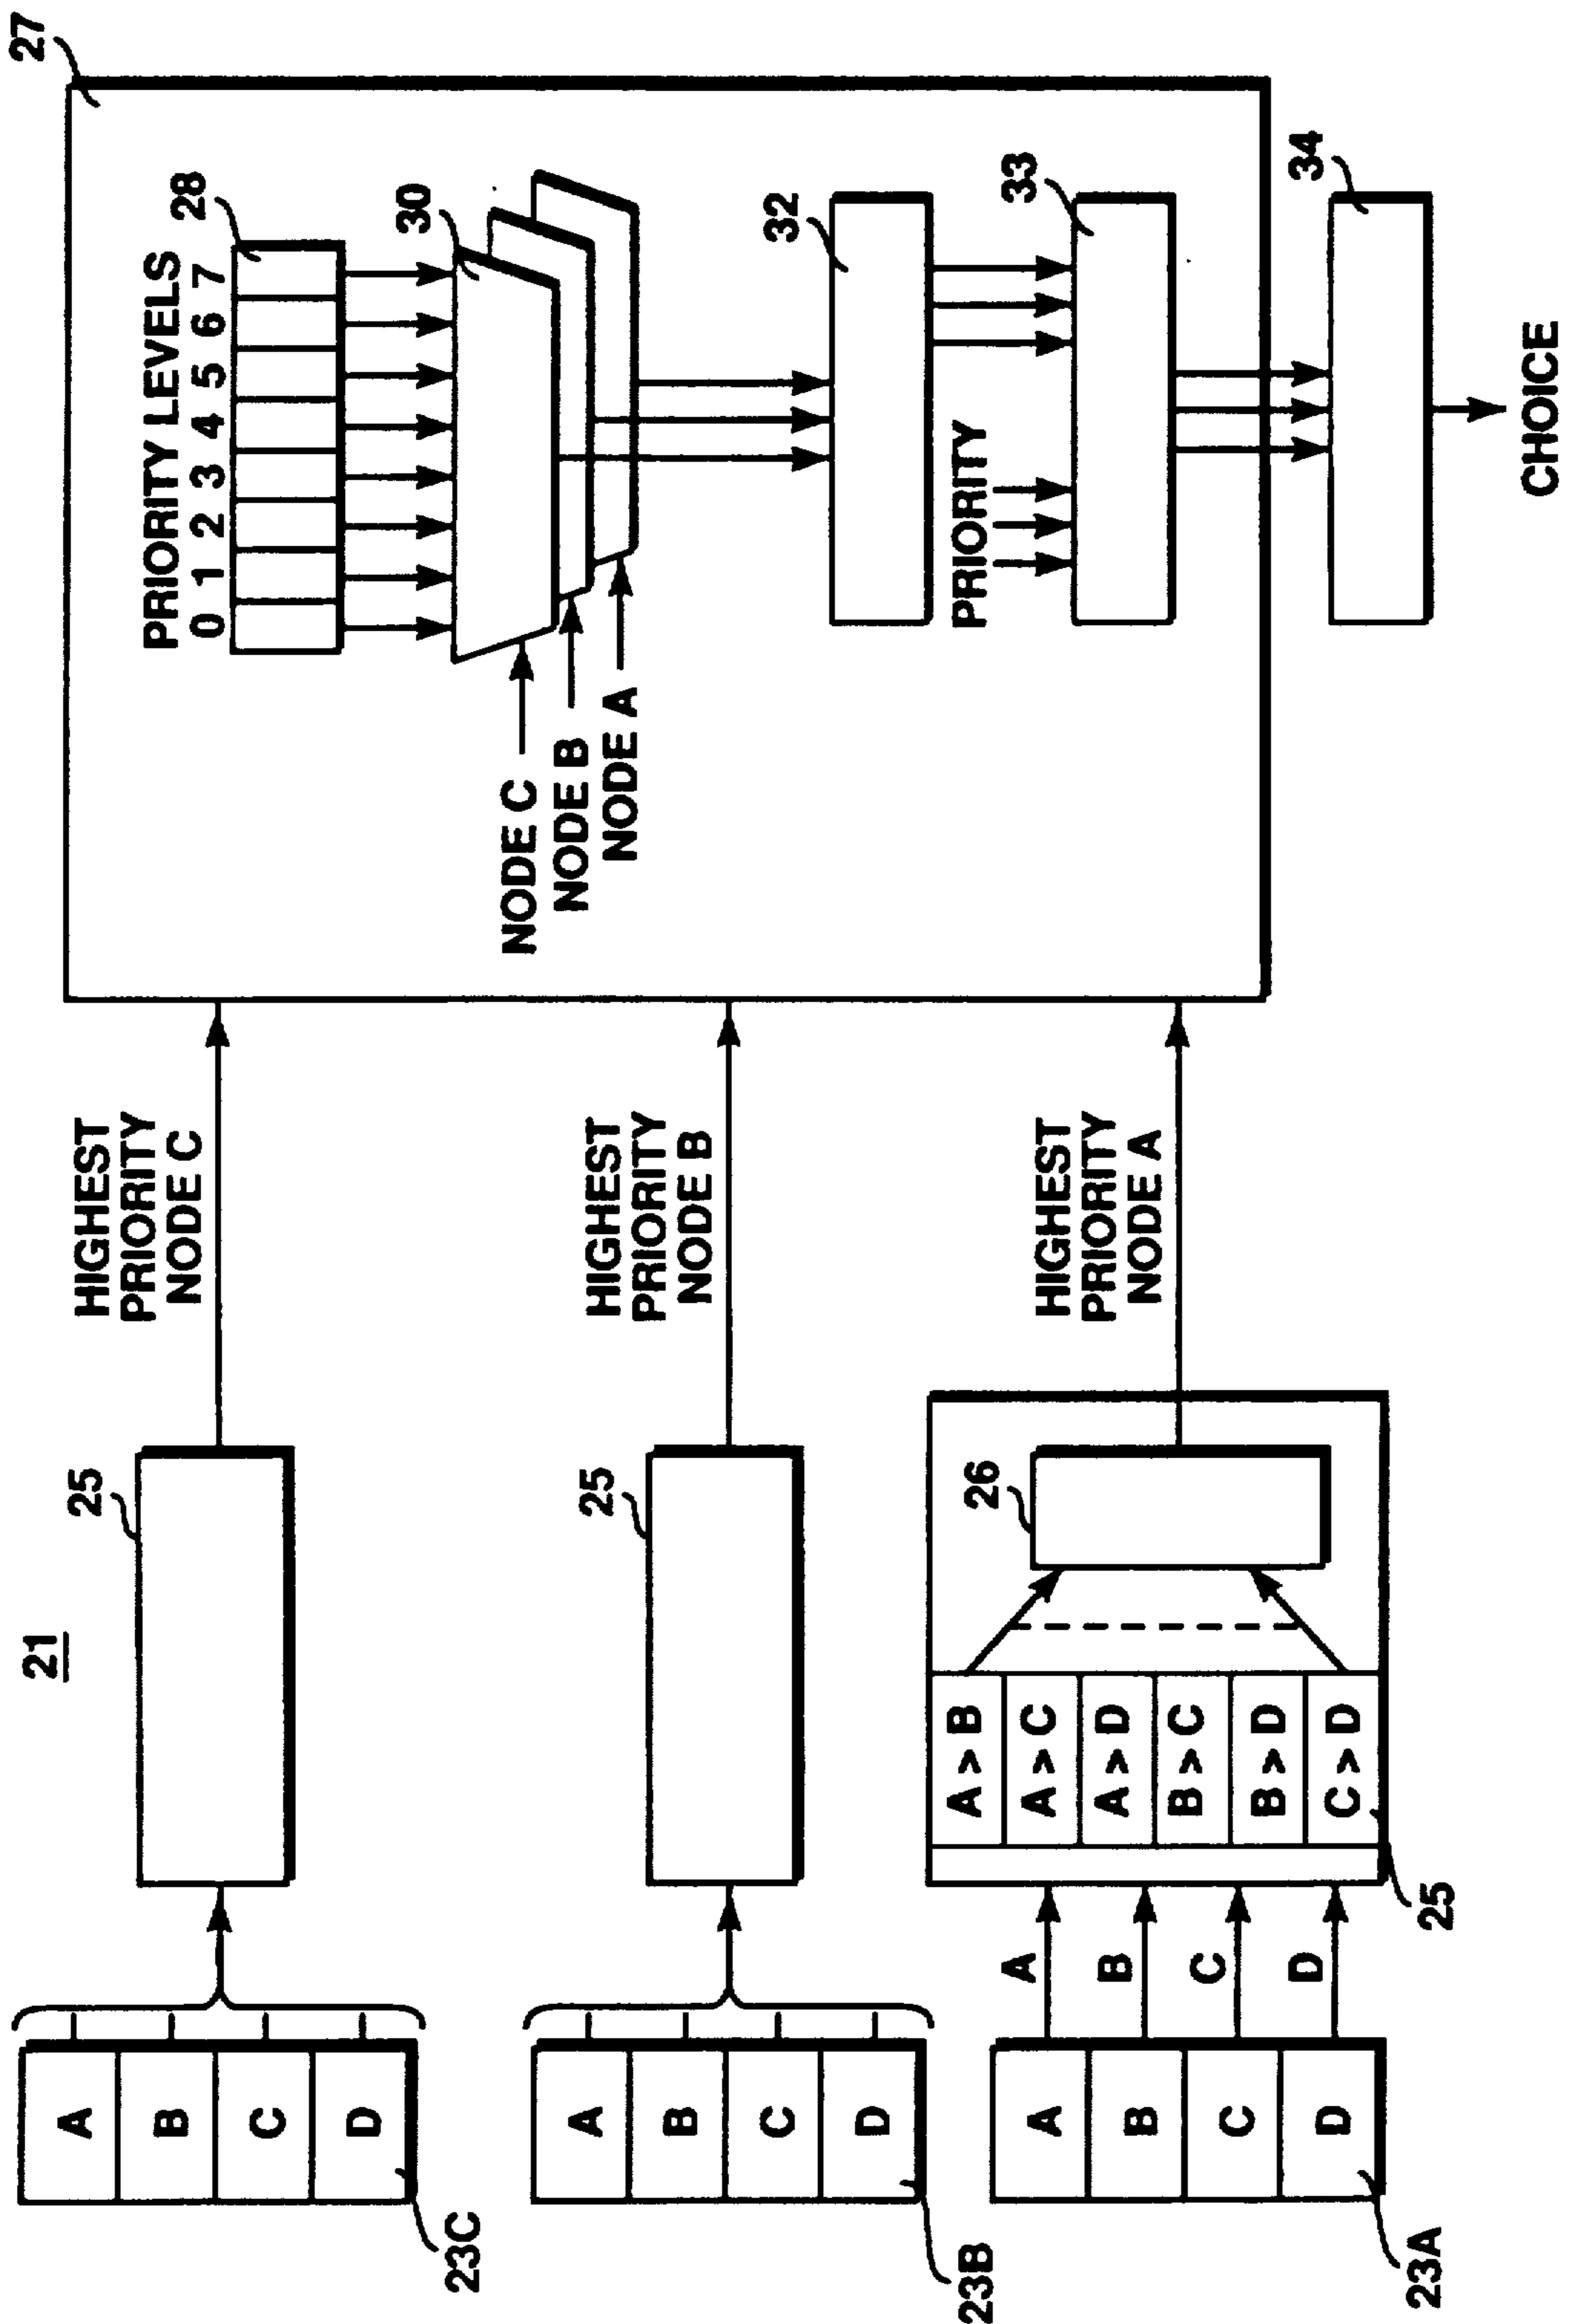 21
27
A
B
C
D
23C
25
HIGHEST
PRIORITY
NODE C
A
B
C
D
23B
25
HIGHEST
PRIORITY
NODE B
A
B
C
D
23A
A
B
C
D
A > B
A > C
A > D
B > C
B > D
C > D
25
26
HIGHEST
PRIORITY
NODE A
PRIORITY LEVELS
0 1 2 3 4 5 6 7
28
30
NODE C
NODE B
NODE A
32
PRIORITY
33
34
CHOICE